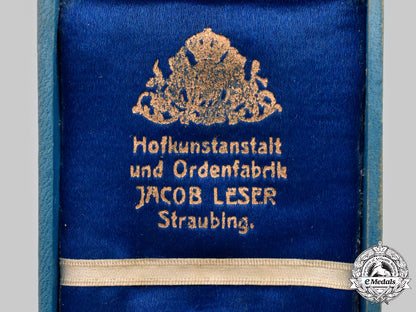 Hofkunstanstalt
und Ordenfabrik
JACOB LESER
Straubing.
eMedals